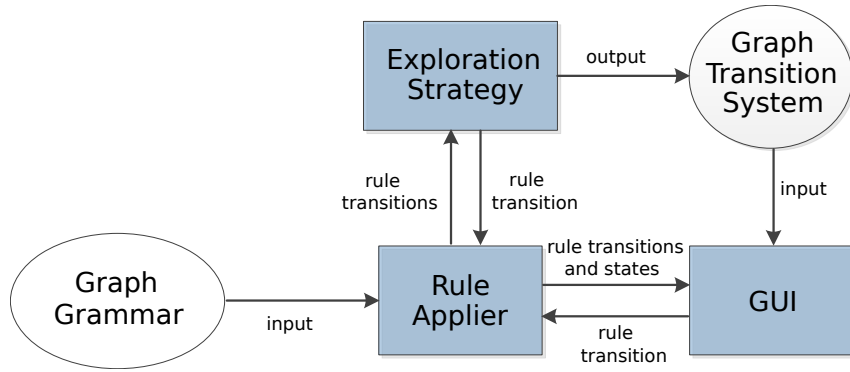 Exploration
Strategy
output
Graph
Transition
System
rule
transitions
rule
transition
input
Graph
Grammar
input
Rule
Applier
rule transitions
and states
rule
transition
GUI